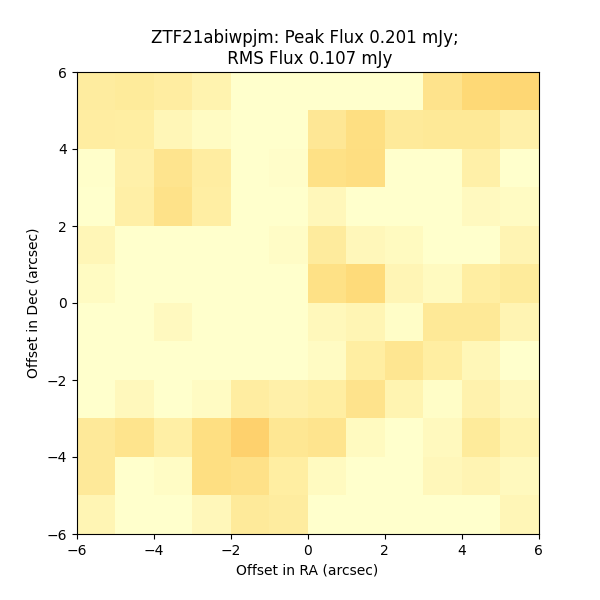 ZTF21abiwpjm: Peak Flux 0.201 mJy;
RMS Flux 0.107 mJy
6
4
2
0
−2
−4
−6
Offset in Dec (arcsec)
−6 −4 −2 0 2 4 6
Offset in RA (arcsec)